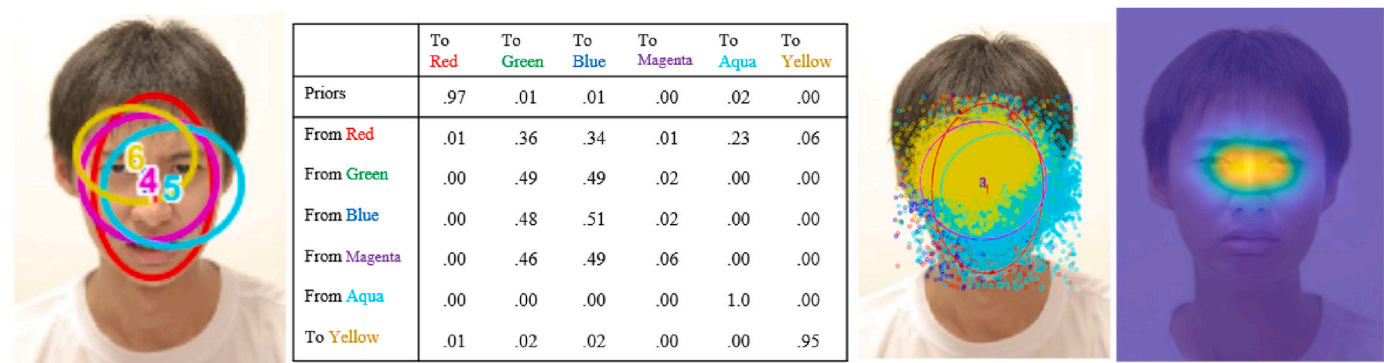 6
4 5
To To To To To To
Red Green Blue Magenta Aqua Yellow
Priors .97 .01 .01 .00 .02 .00
From Red .01 .36 .34 .01 .23 .06
From Green .00 .49 .49 .02 .00 .00
From Blue .00 .48 .51 .02 .00 .00
From Magenta .00 .46 .49 .06 .00 .00
From Aqua .00 .00 .00 .00 1.0 .00
To Yellow .01 .02 .02 .00 .00 .95
a